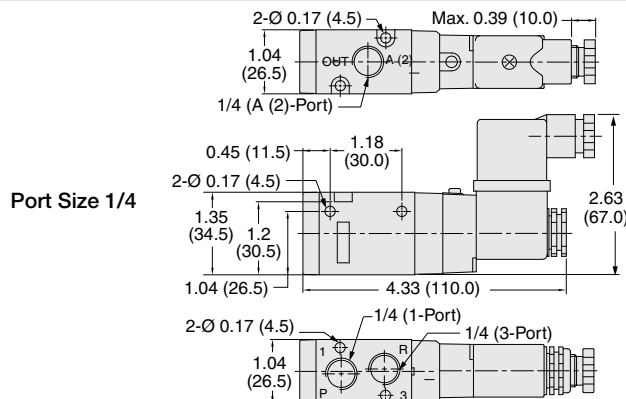 2-Ø 0.17 (4.5)
Max. 0.39 (10.0)
1.04
(26.5)
OUT
A (2)
1/4 (A (2)-Port)
Port Size 1/4
0.45 (11.5)
1.18
(30.0)
2-Ø 0.17 (4.5)
1.35
(34.5)
1.2
(30.5)
2.63
(67.0)
1.04 (26.5)
4.33 (110.0)
2-Ø 0.17 (4.5)
1/4 (1-Port)
1/4 (3-Port)
1.04
(26.5)
1
R
P
3